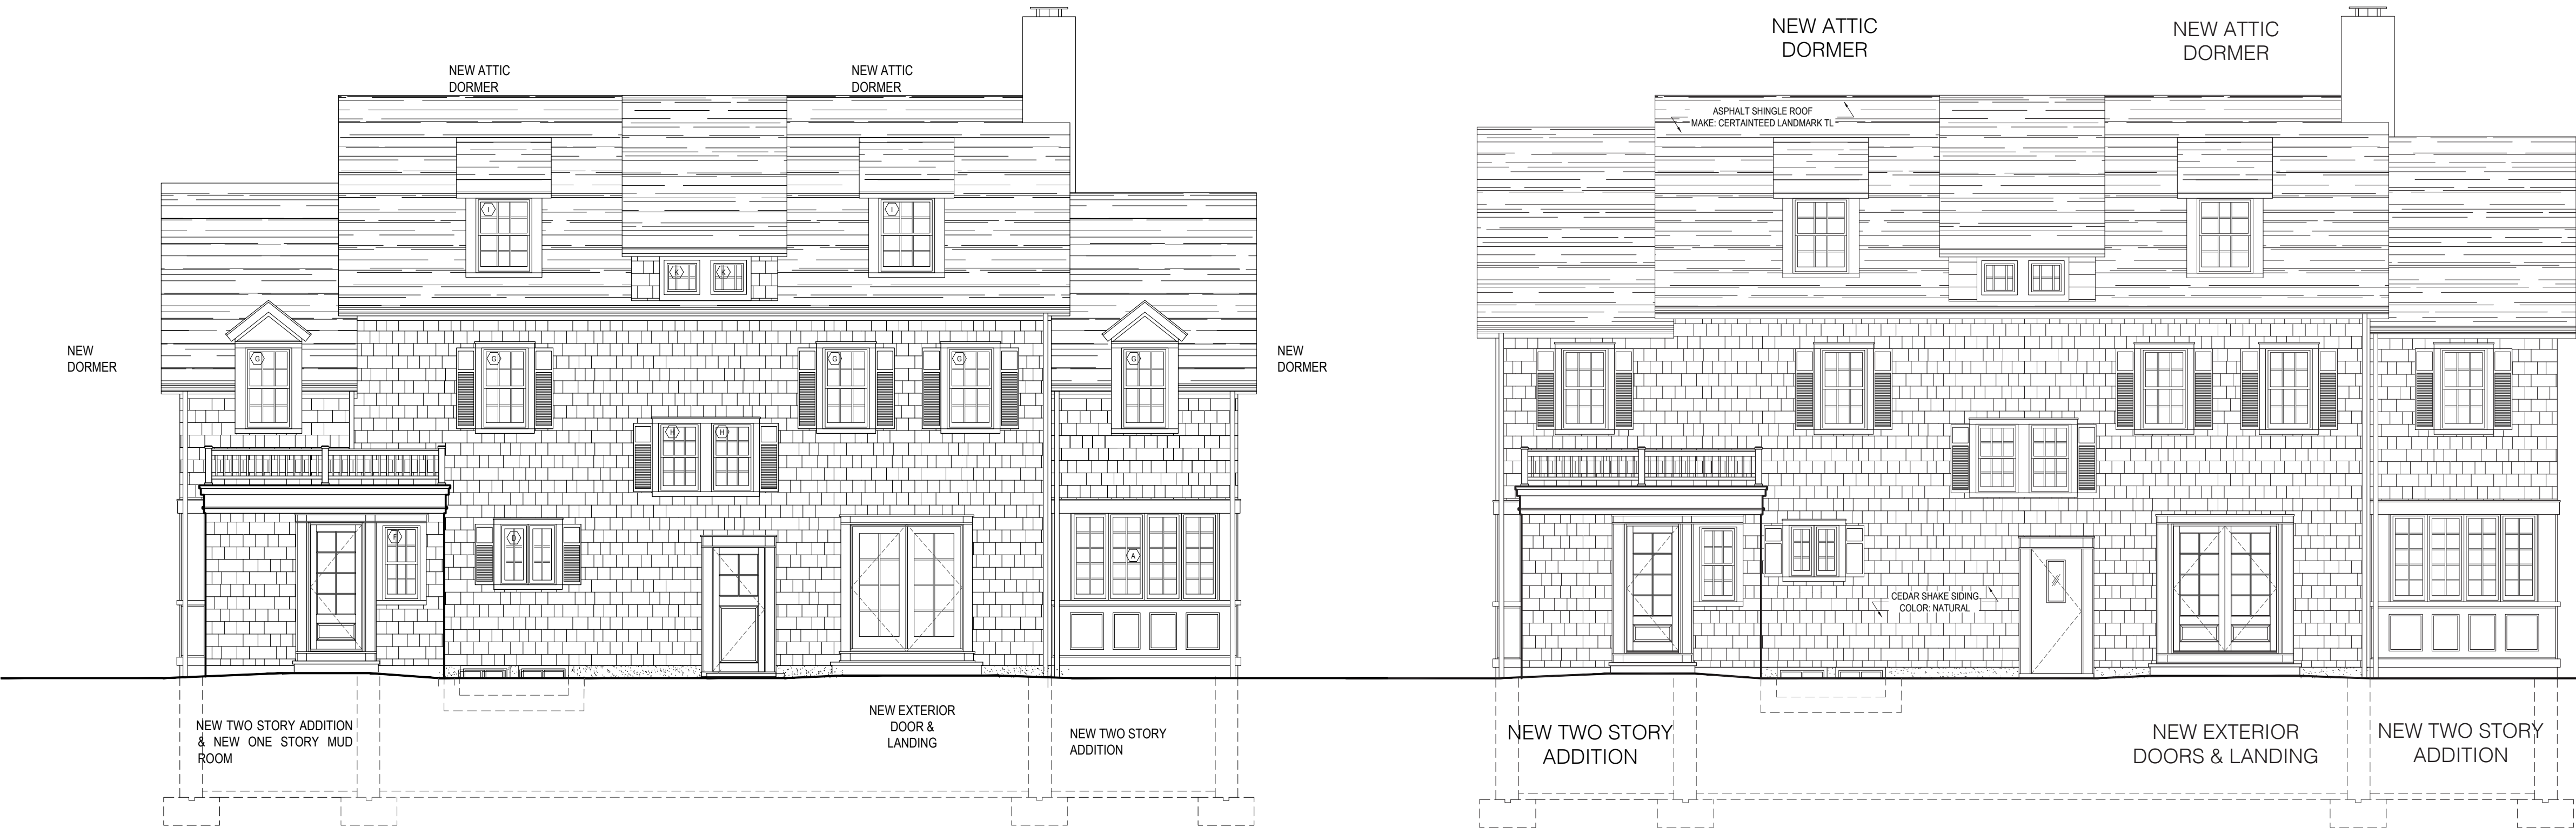 NEW ATTIC
DORMER
NEW ATTIC
DORMER
I
I
K
K
G
G
G
G
G
H
H
NEW
DORMER
NEW
DORMER
F
D
A
NEW TWO STORY ADDITION
& NEW ONE STORY MUD
ROOM
NEW EXTERIOR
DOOR &
LANDING
NEW TWO STORY
ADDITION
NEW ATTIC
DORMER
NEW ATTIC
DORMER
ASPHALT SHINGLE ROOF
MAKE: CERTAINTEED LANDMARK TL
CEDAR SHAKE SIDING
COLOR: NATURAL
NEW TWO STORY
ADDITION
NEW EXTERIOR
DOORS & LANDING
NEW TWO STORY
ADDITION